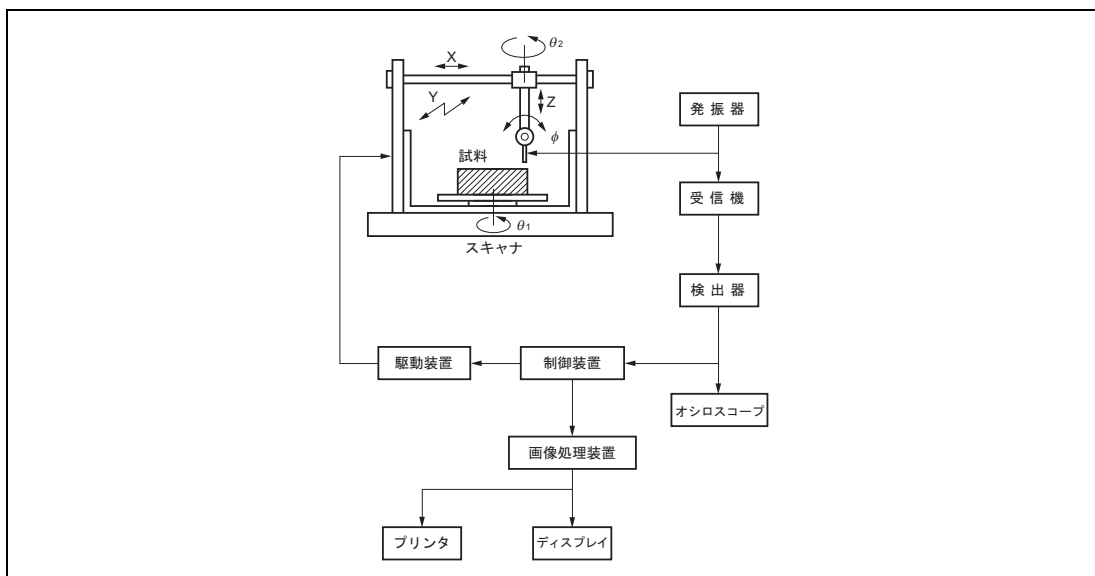 θ2
X
発振器
Y
Z
φ
試料
受信機
θ1
スキャナ
検出器
駆動装置
制御装置
オシロスコープ
画像処理装置
プリンタ
ディスプレイ